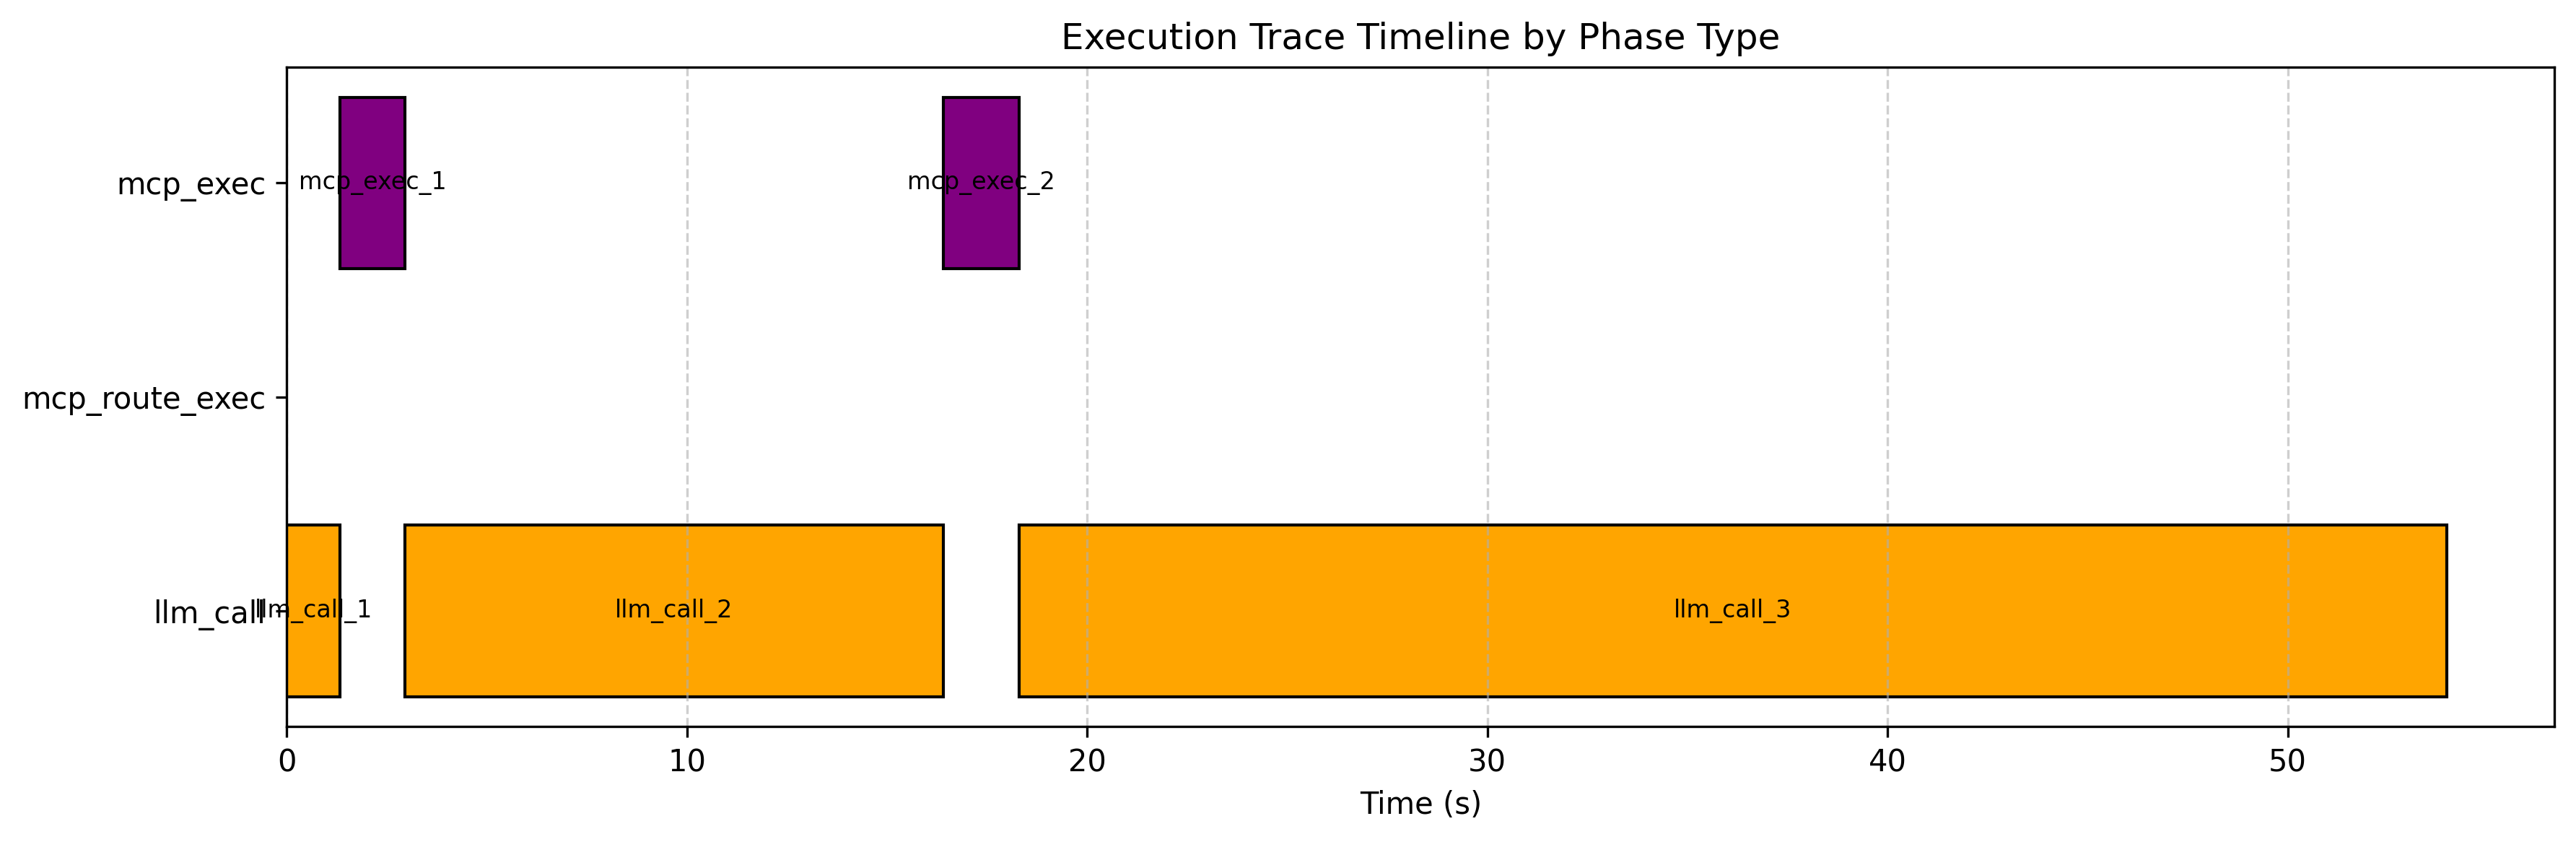 Execution Trace Timeline by Phase Type
mcp_exec
mcp_exec_1
mcp_exec_2
mcp_route_exec
llm_call
llm_call_1
llm_call_2
llm_call_3
0
10
20
30
40
50
Time (s)